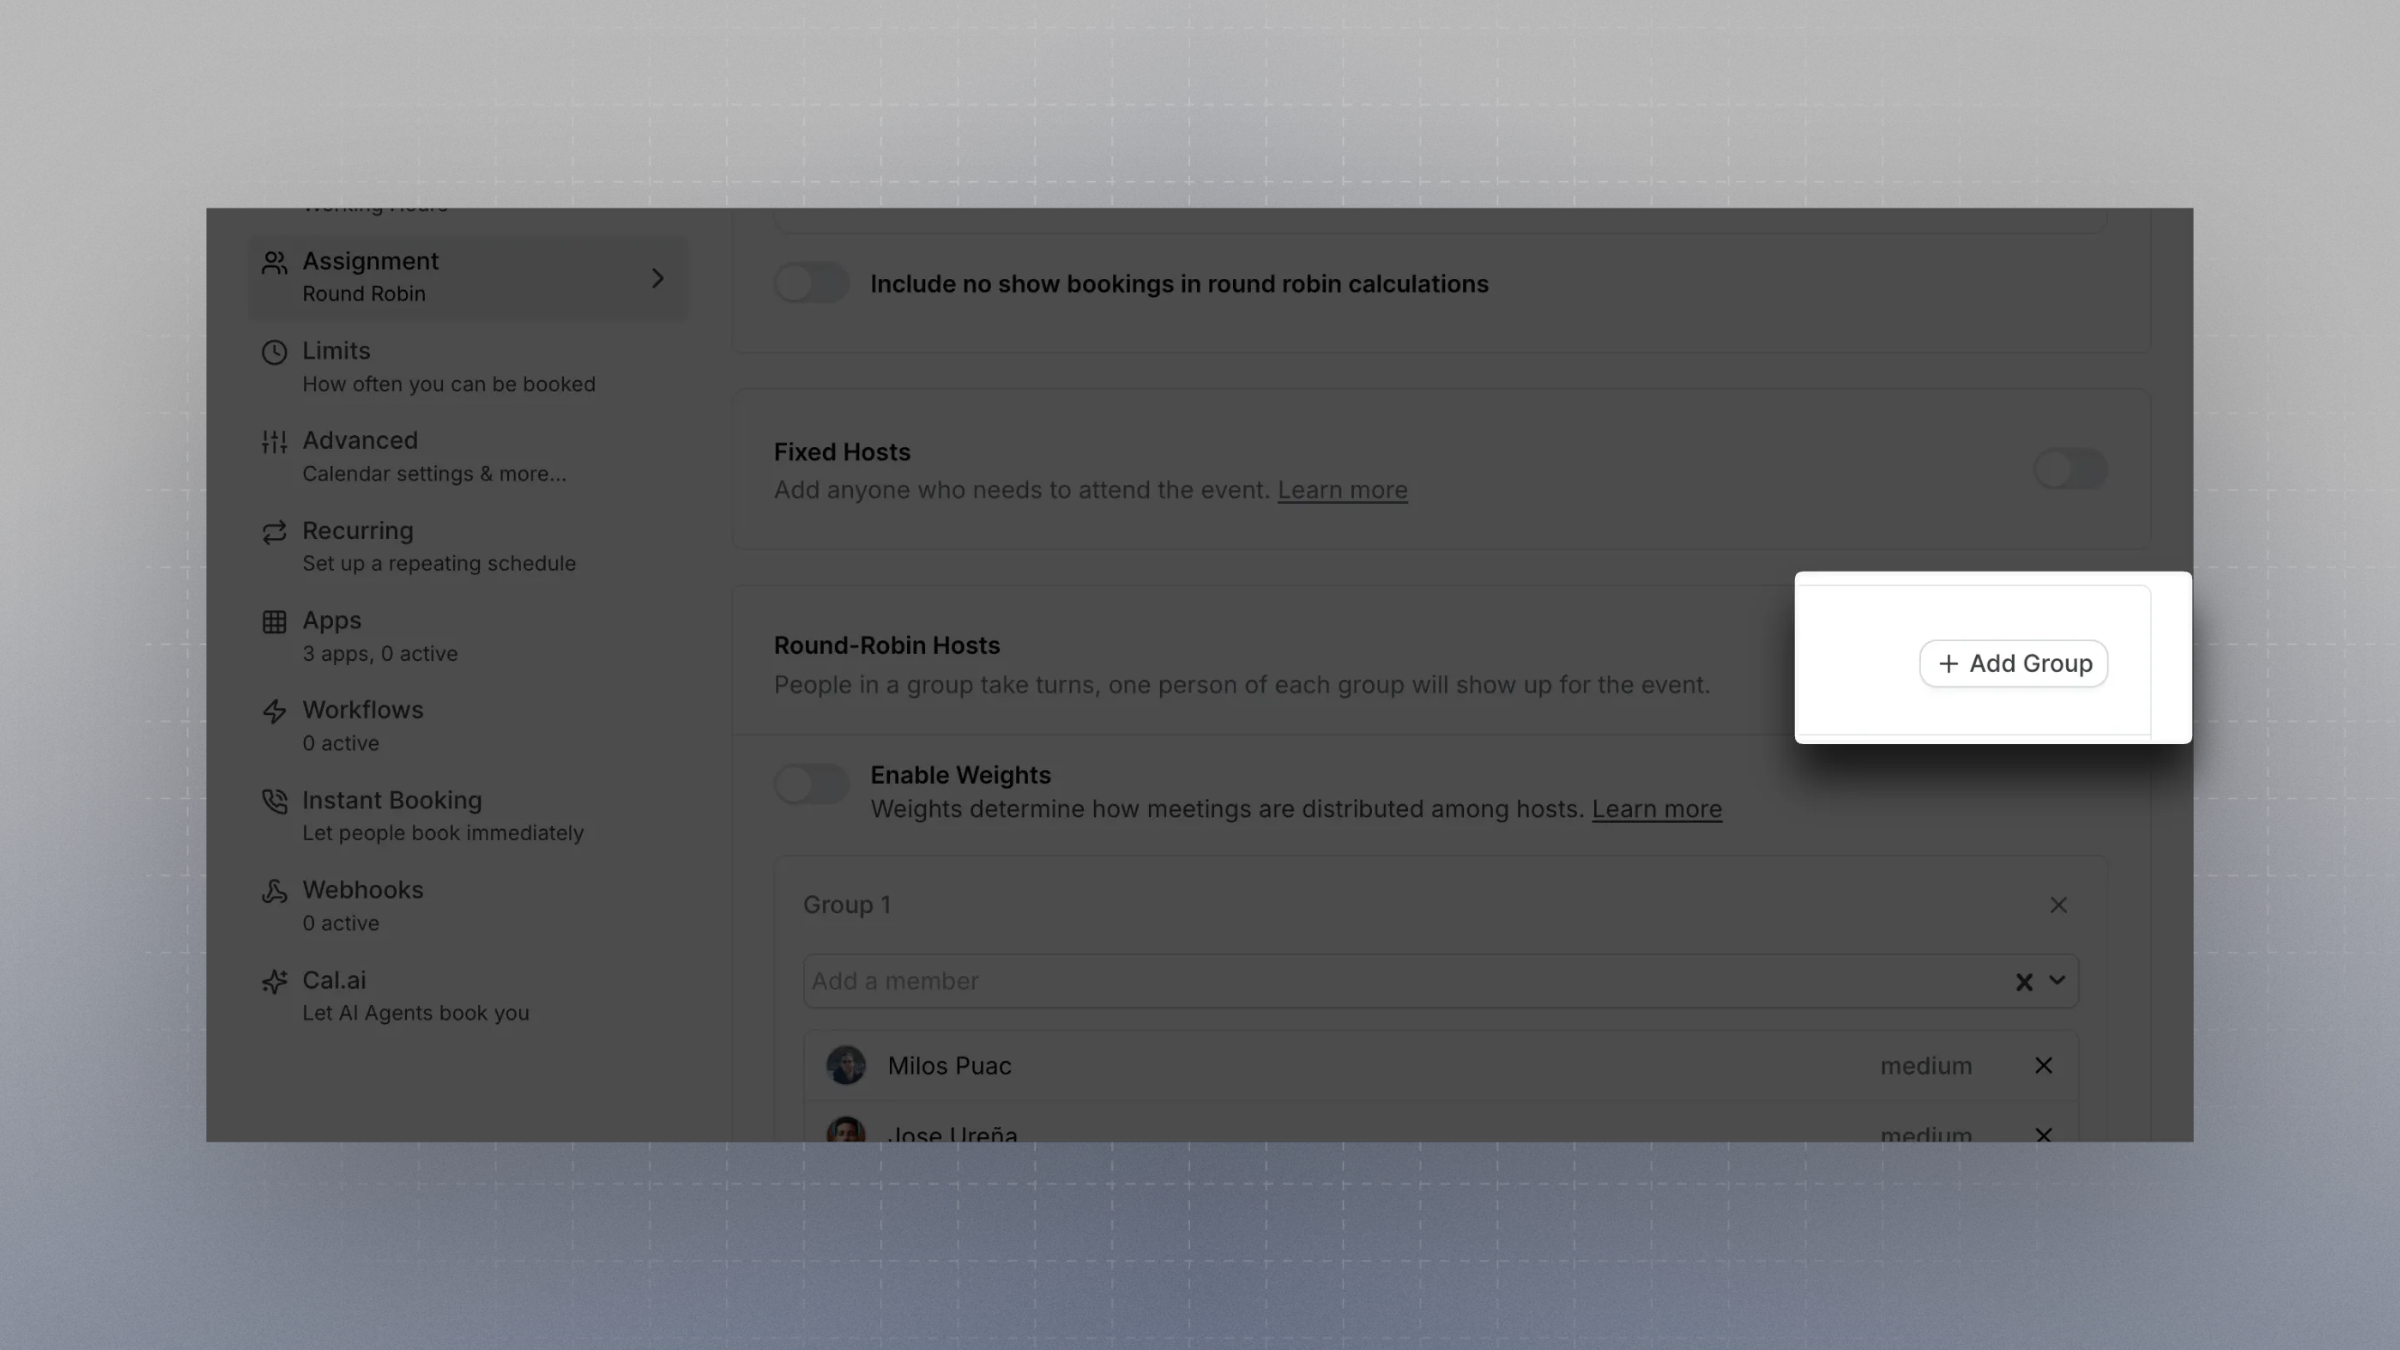 Working Hours
Assignment
Round Robin
Limits
How often you can be booked
Advanced
Calendar settings & more...
Recurring
Set up a repeating schedule
Apps
3 apps, 0 active
Workflows
0 active
Instant Booking
Let people book immediately
Webhooks
0 active
Cal.ai
Let AI Agents book you
Include no show bookings in round robin calculations
Fixed Hosts
Add anyone who needs to attend the event. Learn more
Round-Robin Hosts
People in a group take turns, one person of each group will show up for the event.
+ Add Group
Enable Weights
Weights determine how meetings are distributed among hosts. Learn more
Group 1
Add a member
Milos Puac medium
Jose Ureña medium